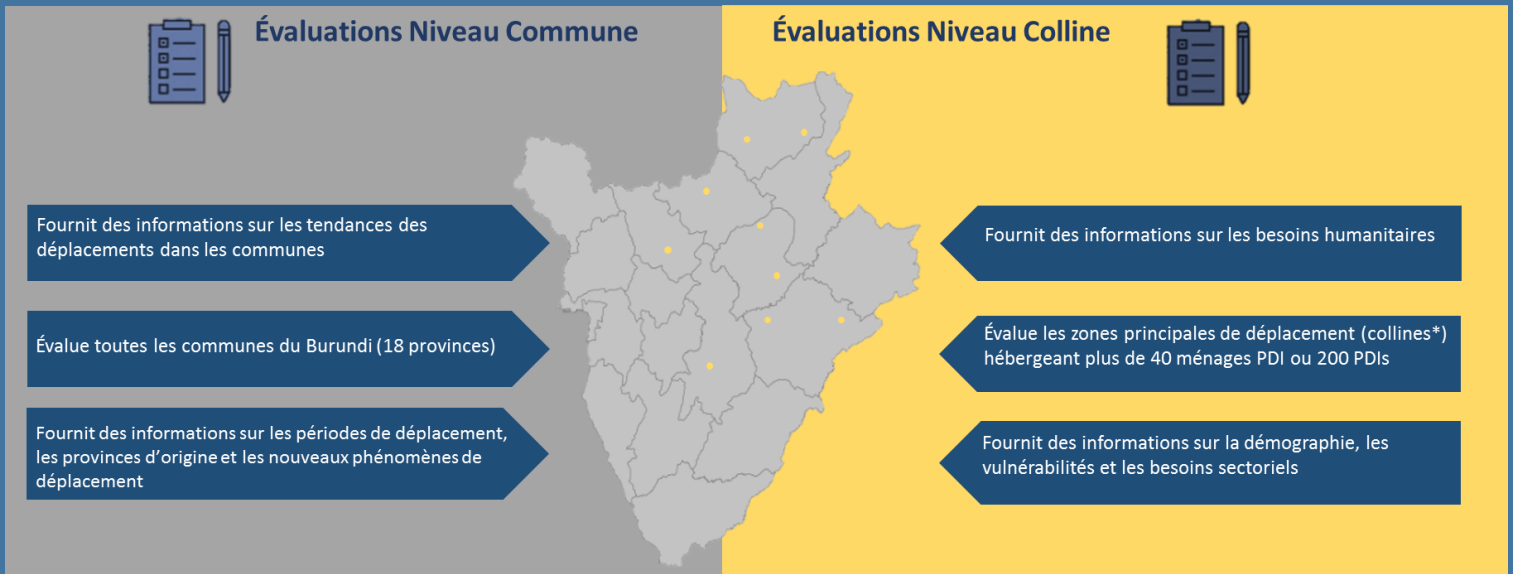 Évaluations Niveau Commune
Fournit des informations sur les tendances des
déplacements dans les communes
Évalue toutes les communes du Burundi (18 provinces)
Fournit des informations sur les périodes de déplacement,
les provinces d’origine et les nouveaux phénomènes de
déplacement
Évaluations Niveau Colline
Fournit des informations sur les besoins humanitaires
Évalue les zones principales de déplacement (collines*)
hébergeant plus de 40 ménages PDI ou 200 PDIs
Fournit des informations sur la démographie, les
vulnérabilités et les besoins sectoriels